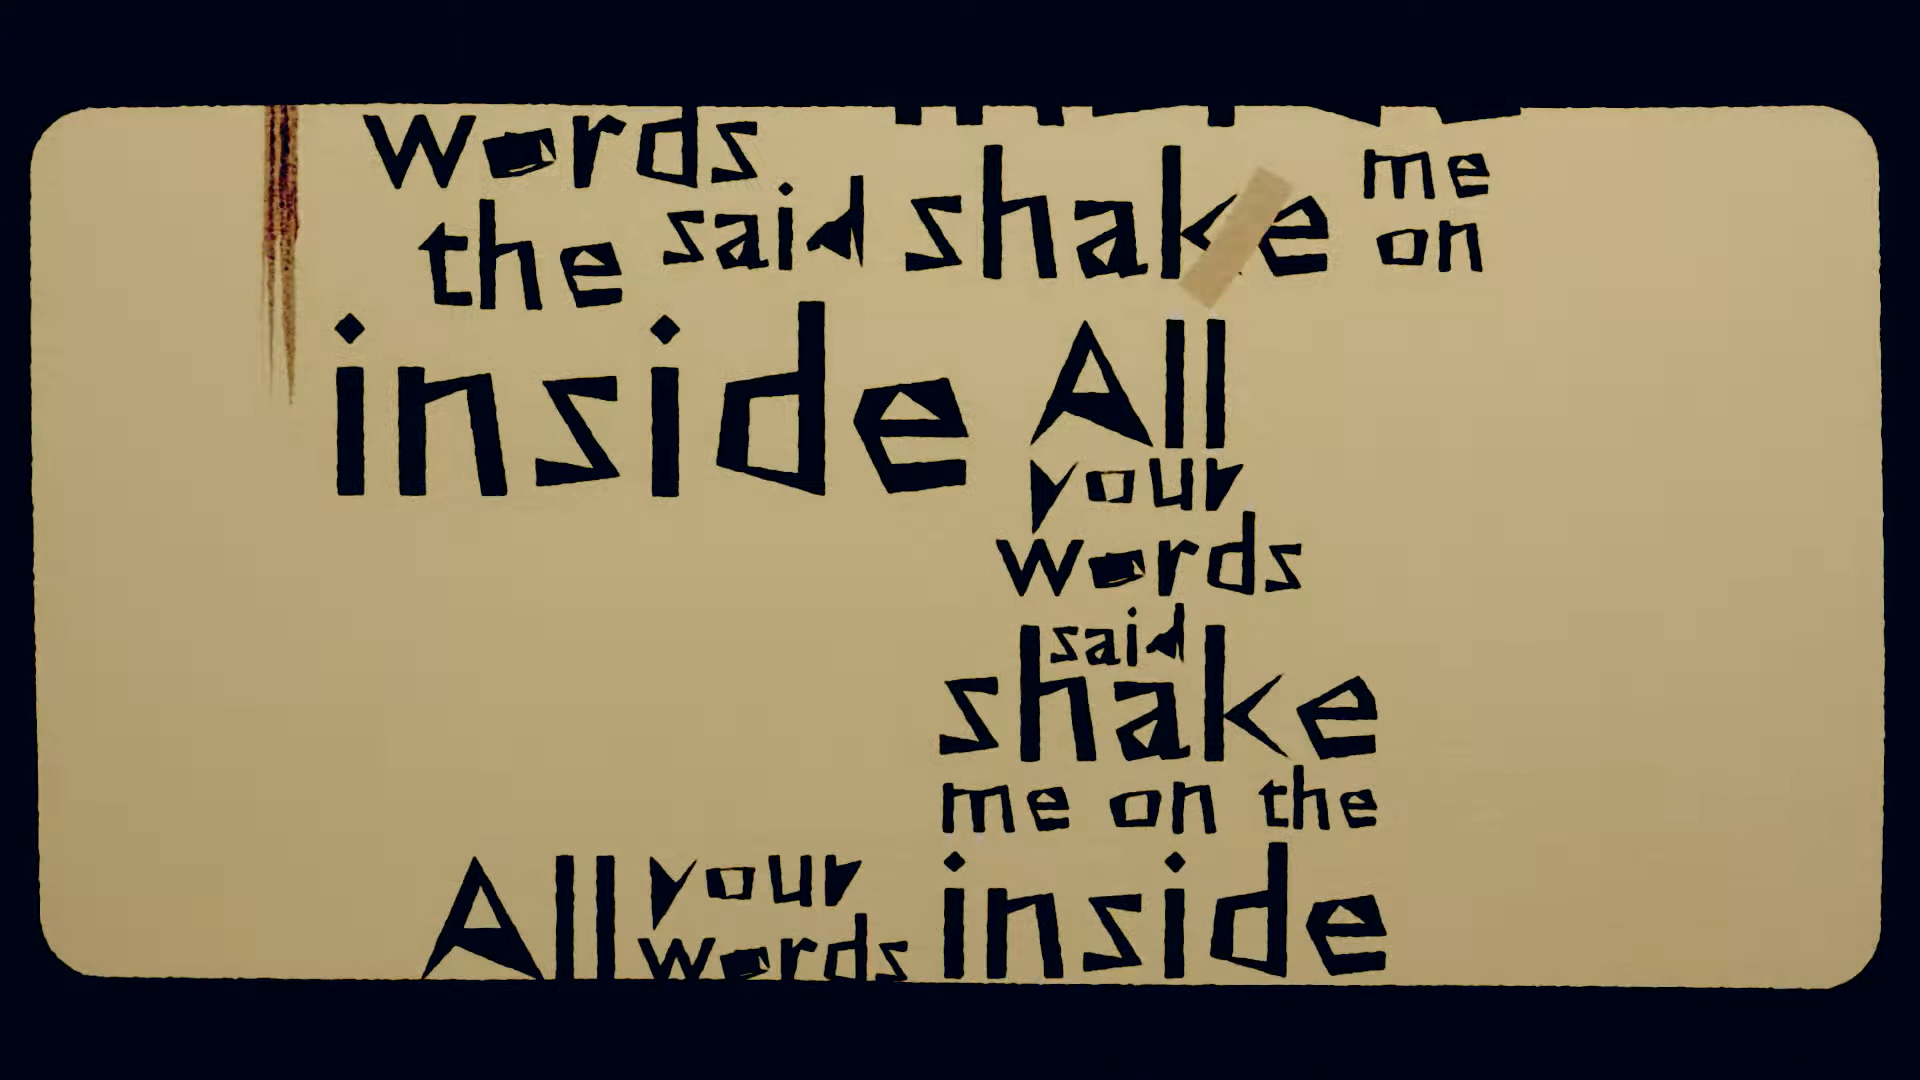 words
the said shake me
on
inside All
your
words
said
shake
me on the
All your inside
words